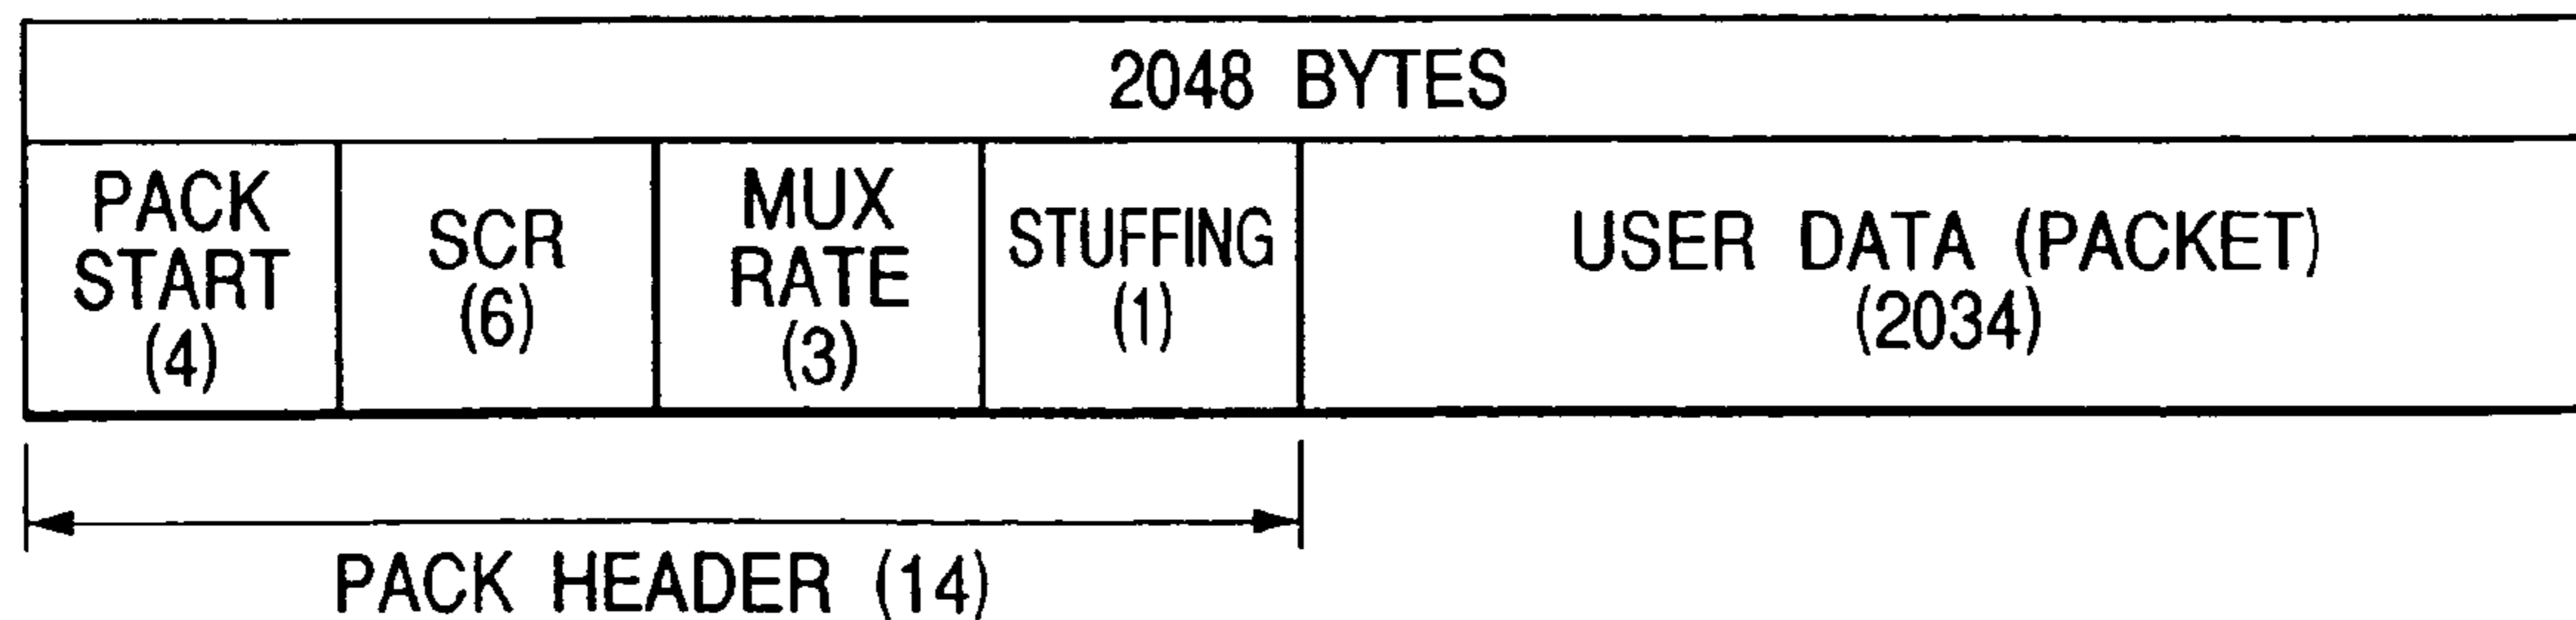 2048 BYTES
PACK
START
(4)
SCR
(6)
MUX
RATE
(3)
STUFFING
(1)
USER DATA (PACKET)
(2034)
PACK HEADER (14)